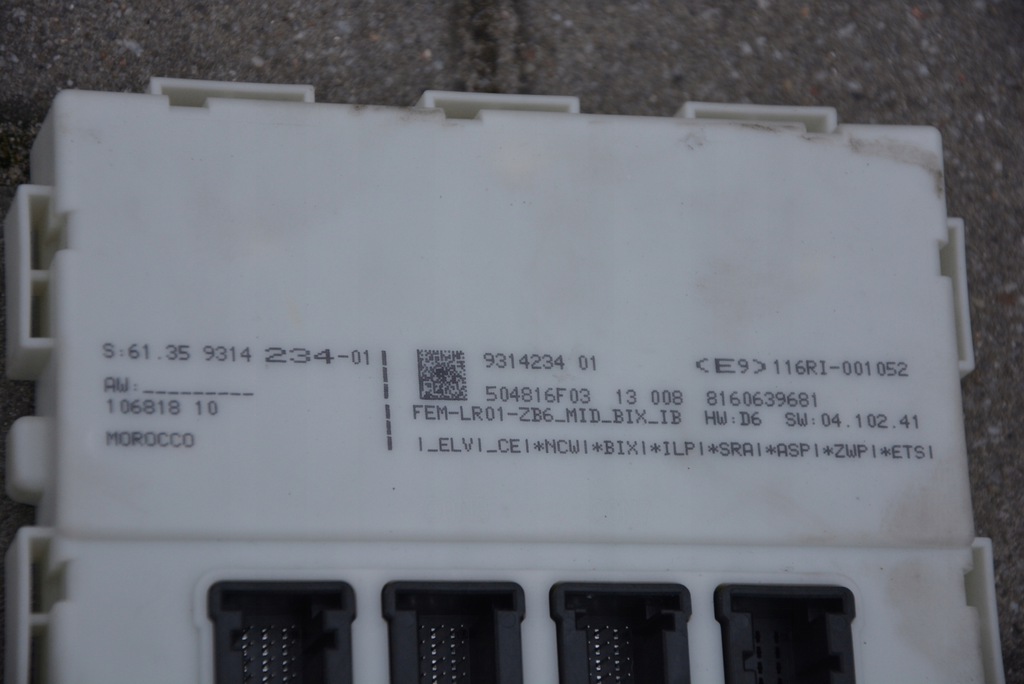 S:61.35 9314 234-01
AW:_________
106818 10
MOROCCO
9314234 01
<E9>116RI-001052
504816F03 13 008 8160639681
FEM-LR01-ZB6_MID_BIX_IB HW:D6 SW:04.102.41
|_ELV|_CE|*NCW|*BIX|*ILP|*SRA|*ASP|*ZWP|*ETS|